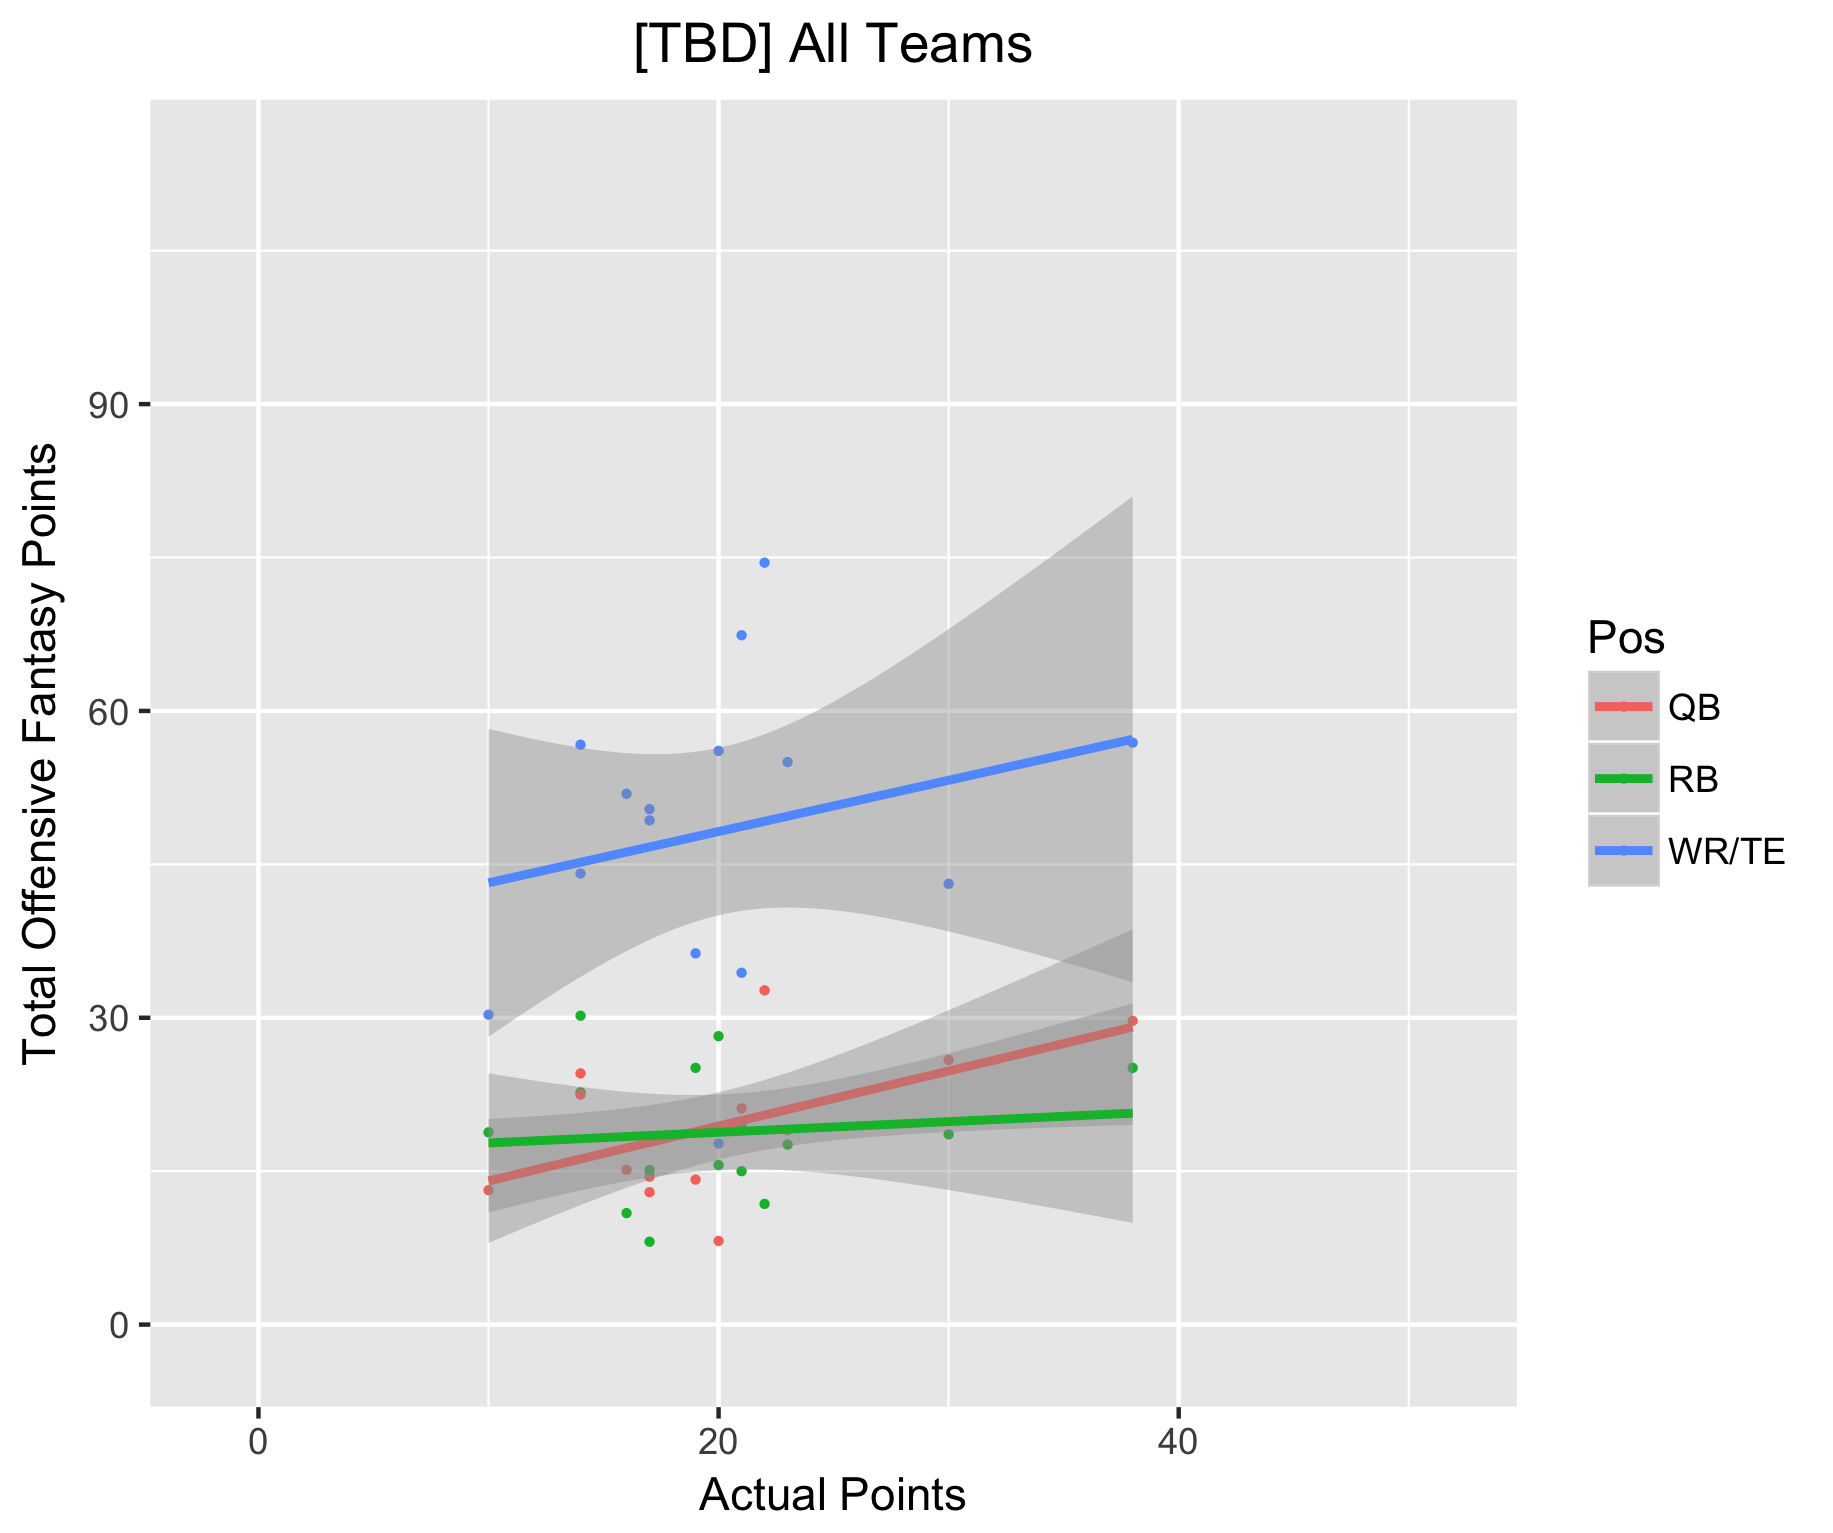 [TBD] All Teams
Total Offensive Fantasy Points
90
60
30
0
0 20 40
Actual Points
Pos
QB
RB
WR/TE